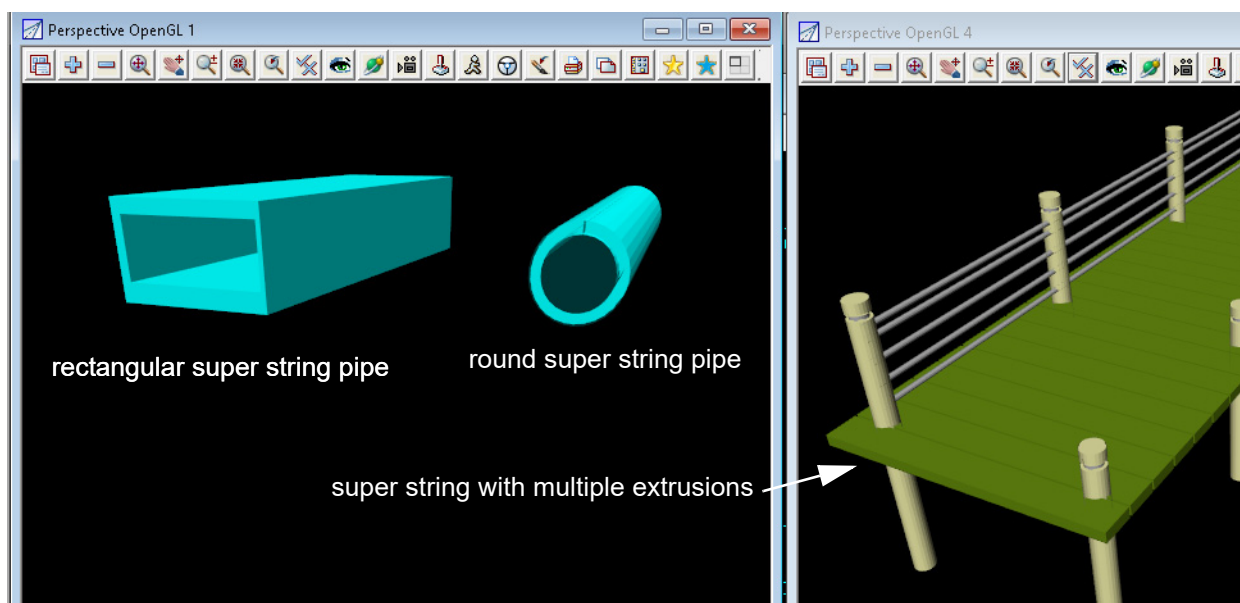 Perspective OpenGL 1
Perspective OpenGL 4
rectangular super string pipe
round super string pipe
super string with multiple extrusions